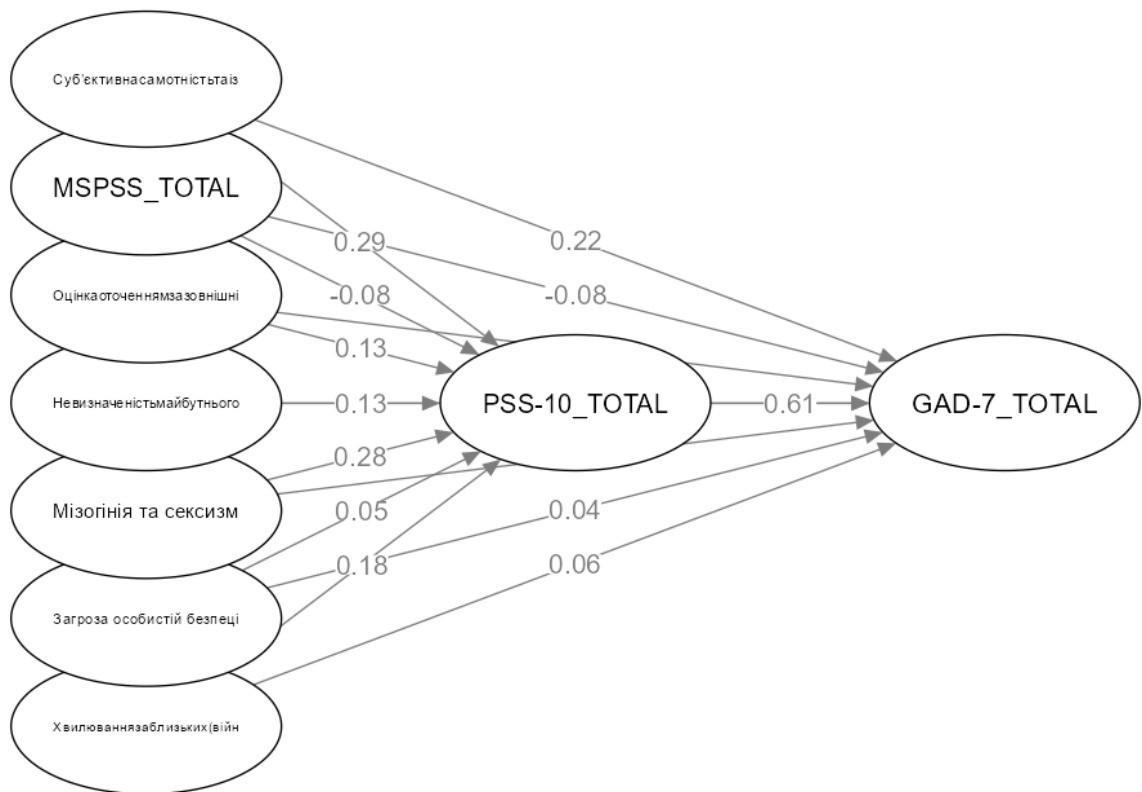 Суб'єктивнасамотністьтаіз
MSPSS_TOTAL
Оцінкаоточеннямзазовнішні
Невизначеністьмайбутнього
Мізогінія та сексизм
Загроза особистій безпеці
Хвилюваннязаблизьких(війн
0.29
-0.08
0.13
0.13
0.28
0.05
0.18
PSS-10_TOTAL
0.22
-0.08
0.61
0.04
0.06
GAD-7_TOTAL